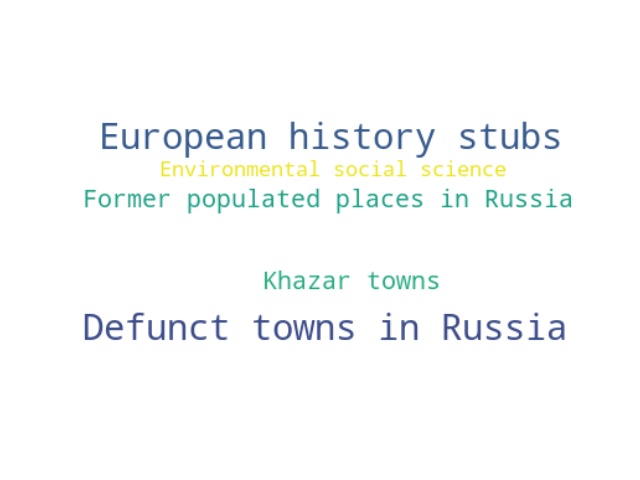 European history stubs
Environmental social science
Former populated places in Russia
Khazar towns
Defunct towns in Russia